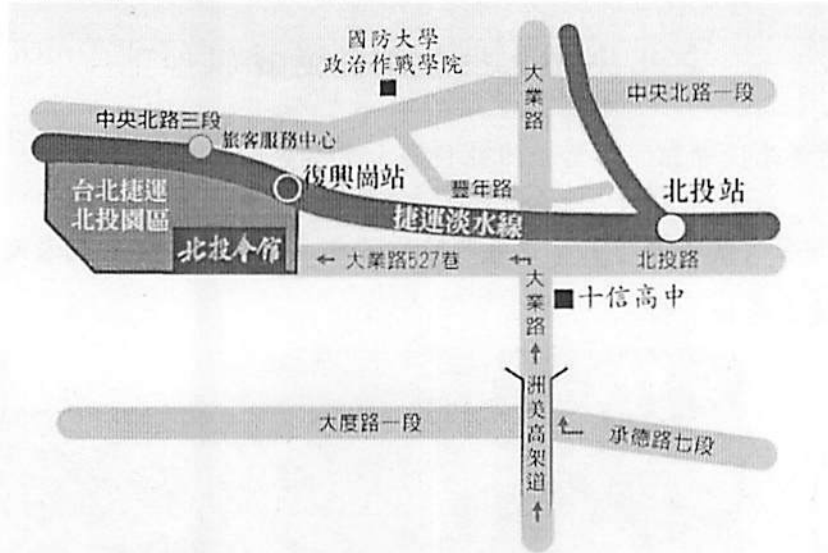 國防大學
政治作戰學院
大業路
中央北路一段
中央北路三段
旅客服務中心
復興崗站
台北捷運
北投園區
豐年路
北投站
捷運淡水線
北投會館
大業路527巷
北投路
大業路
十信高中
洲美高架道
大度路一段
承德路七段